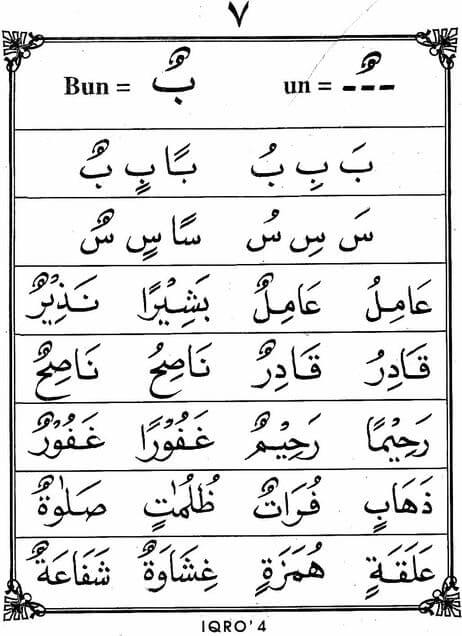 ٧
Bun = بٌ un = ـٌ
بَ بِ بُ بًا بٍ بٌ
سَ سِ سُ سًا سٍ سٌ
عَامِلُ عَامِلٌ بَشِيْرًا نَذِيْرٌ
قَادِرُ قَادِرٌ نَاصِحُ نَاصِحٌ
رَحِيْمًا رَحِيْمٌ غَفُوْرًا غَفُوْرٌ
ذَهَابٍ فُرَاتٌ ظُلُمٰتٍ صَلٰوةٌ
عَلَقَةٍ هُمَزَةٍ غِشَاوَةٌ شَفَاعَةٌ
IQRO' 4